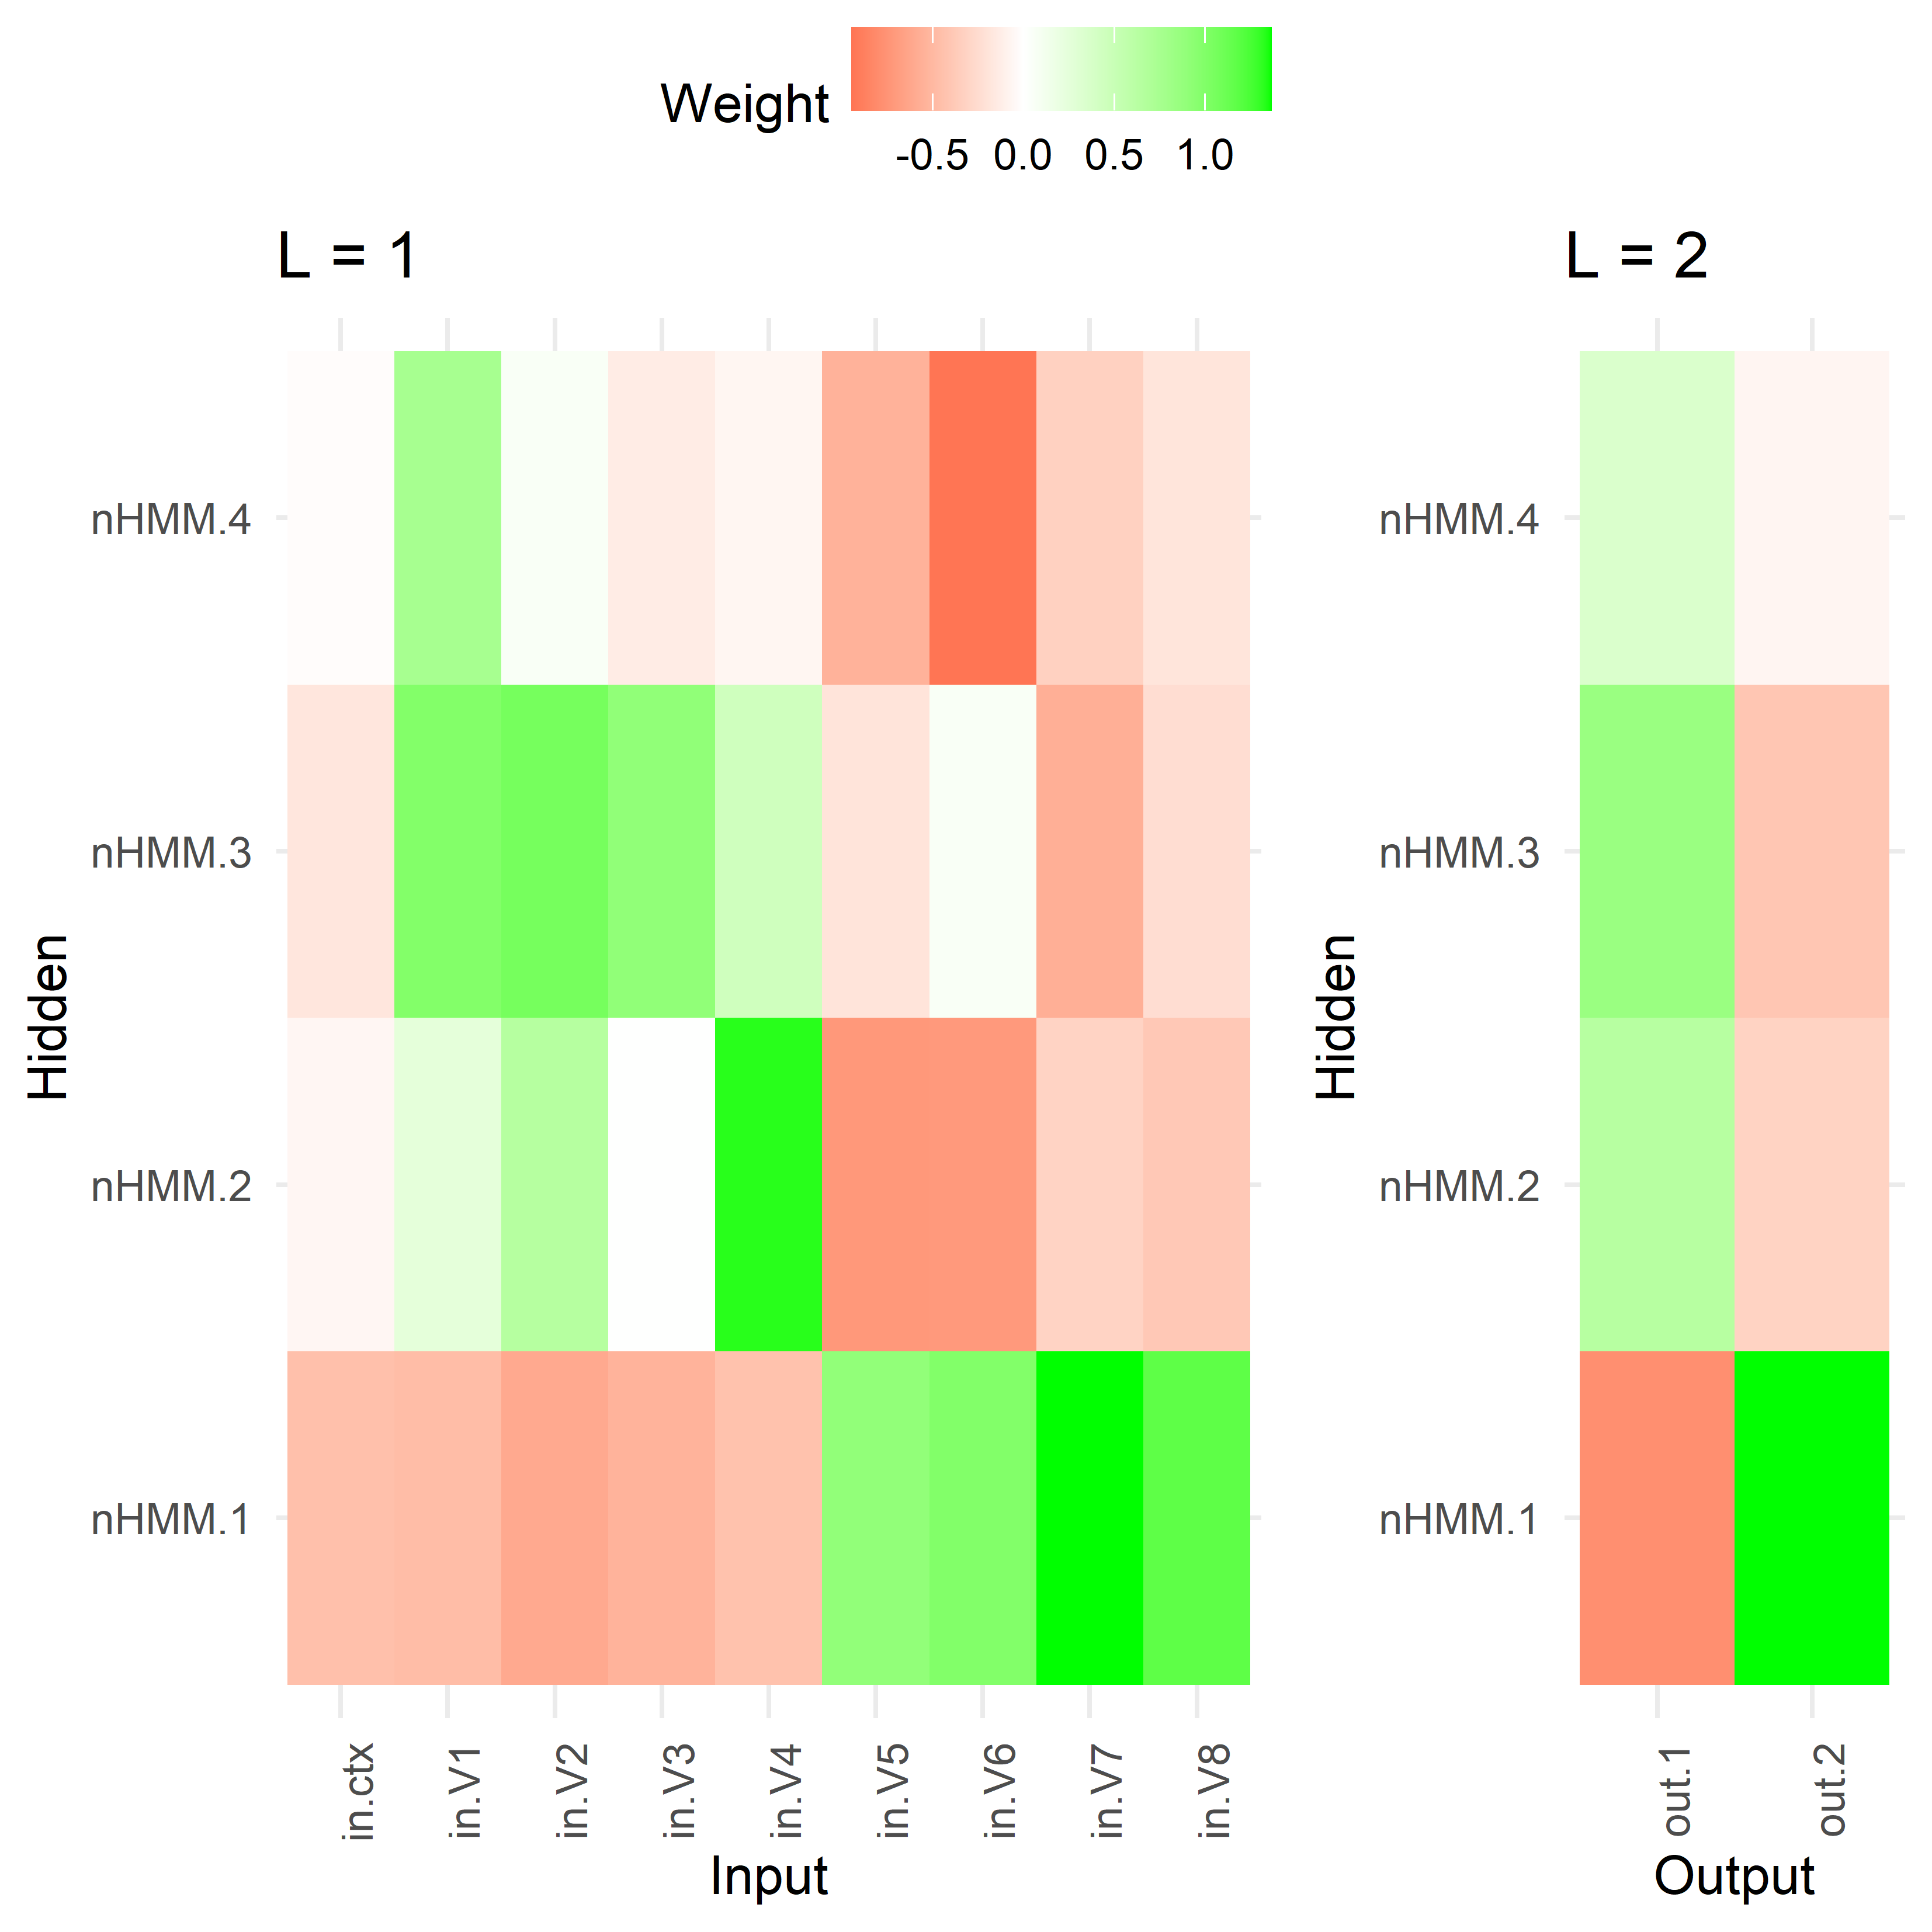 Weight
-0.5 0.0 0.5 1.0
L = 1
nHMM.4
nHMM.3
nHMM.2
nHMM.1
Hidden
in.ctx
in.V1
in.V2
in.V3
in.V4
in.V5
in.V6
in.V7
in.V8
Input
L = 2
nHMM.4
nHMM.3
nHMM.2
nHMM.1
Hidden
out.1
out.2
Output